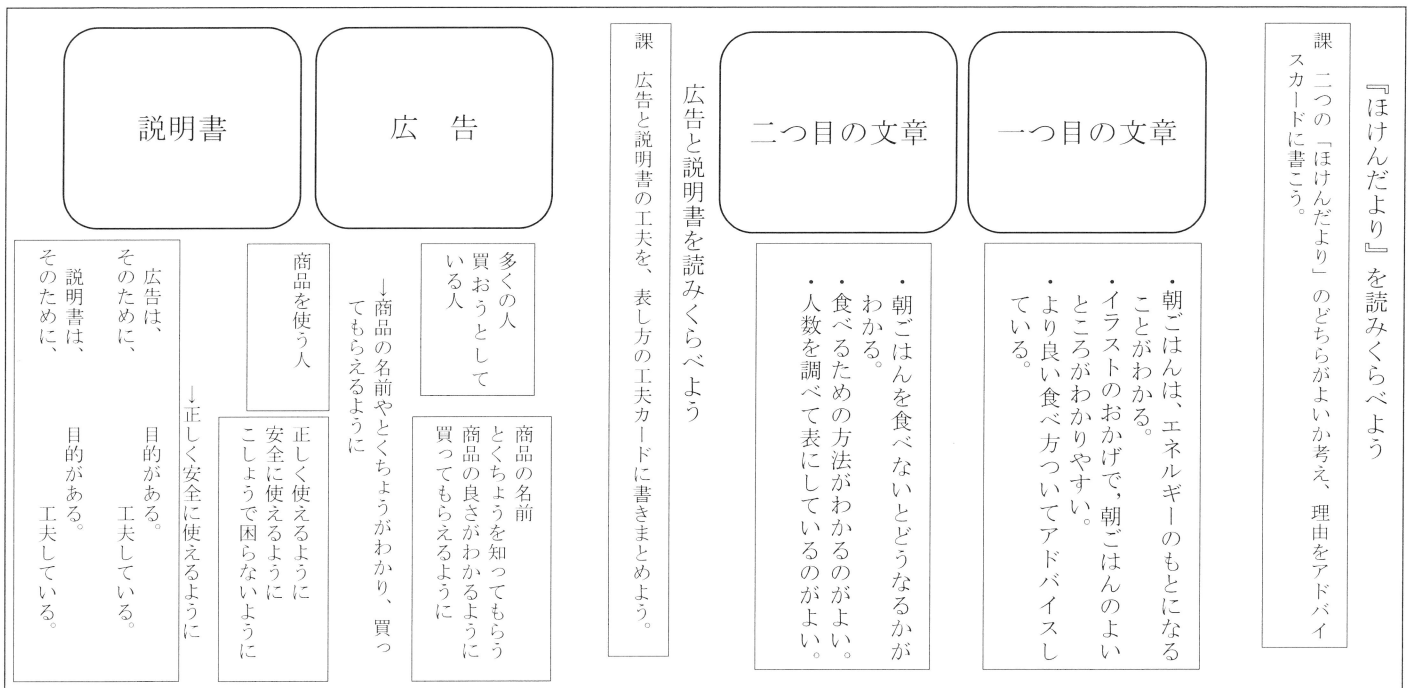 『ほけんだより』を読みくらべよう
課　二つの「ほけんだより」のどちらがよいか考え、理由をアドバイ
スカードに書こう。
一つ目の文章
・朝ごはんは、エネルギーのもとになる
ことがわかる。
・イラストのおかげで，朝ごはんのよい
ところがわかりやすい。
・より良い食べ方ついてアドバイスし
ている。
二つ目の文章
・朝ごはんを食べないとどうなるかが
わかる。
・食べるための方法がわかるのがよい。
・人数を調べて表にしているのがよい。
広告と説明書を読みくらべよう
課　広告と説明書の工夫を、表し方の工夫カードに書きまとめよう。
広　告
多くの人
買おうとして
いる人
商品の名前
とくちょうを知ってもらう
商品の良さがわかるように
買ってもらえるように
→商品の名前やとくちょうがわかり、買っ
てもらえるように
説明書
商品を使う人
正しく使えるように
安全に使えるように
こしょうで困らないように
→正しく安全に使えるように
広告は、　　　目的がある。
そのために、　　　工夫している。
説明書は、　　　目的がある。
そのために、　　　工夫している。